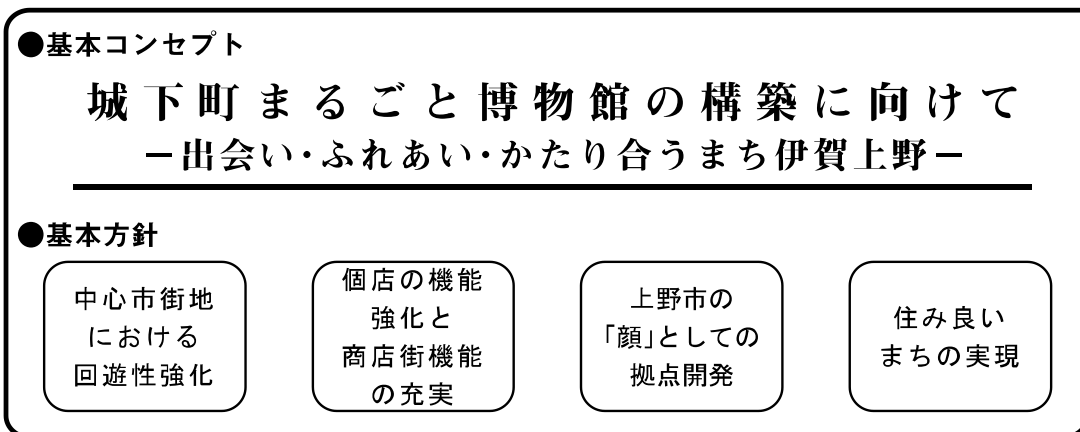 ●基本コンセプト
城下町まるごと博物館の構築に向けて
－出会い・ふれあい・かたり合うまち伊賀上野－
●基本方針
中心市街地
における
回遊性強化
個店の機能
強化と
商店街機能
の充実
上野市の
「顔」としての
拠点開発
住み良い
まちの実現